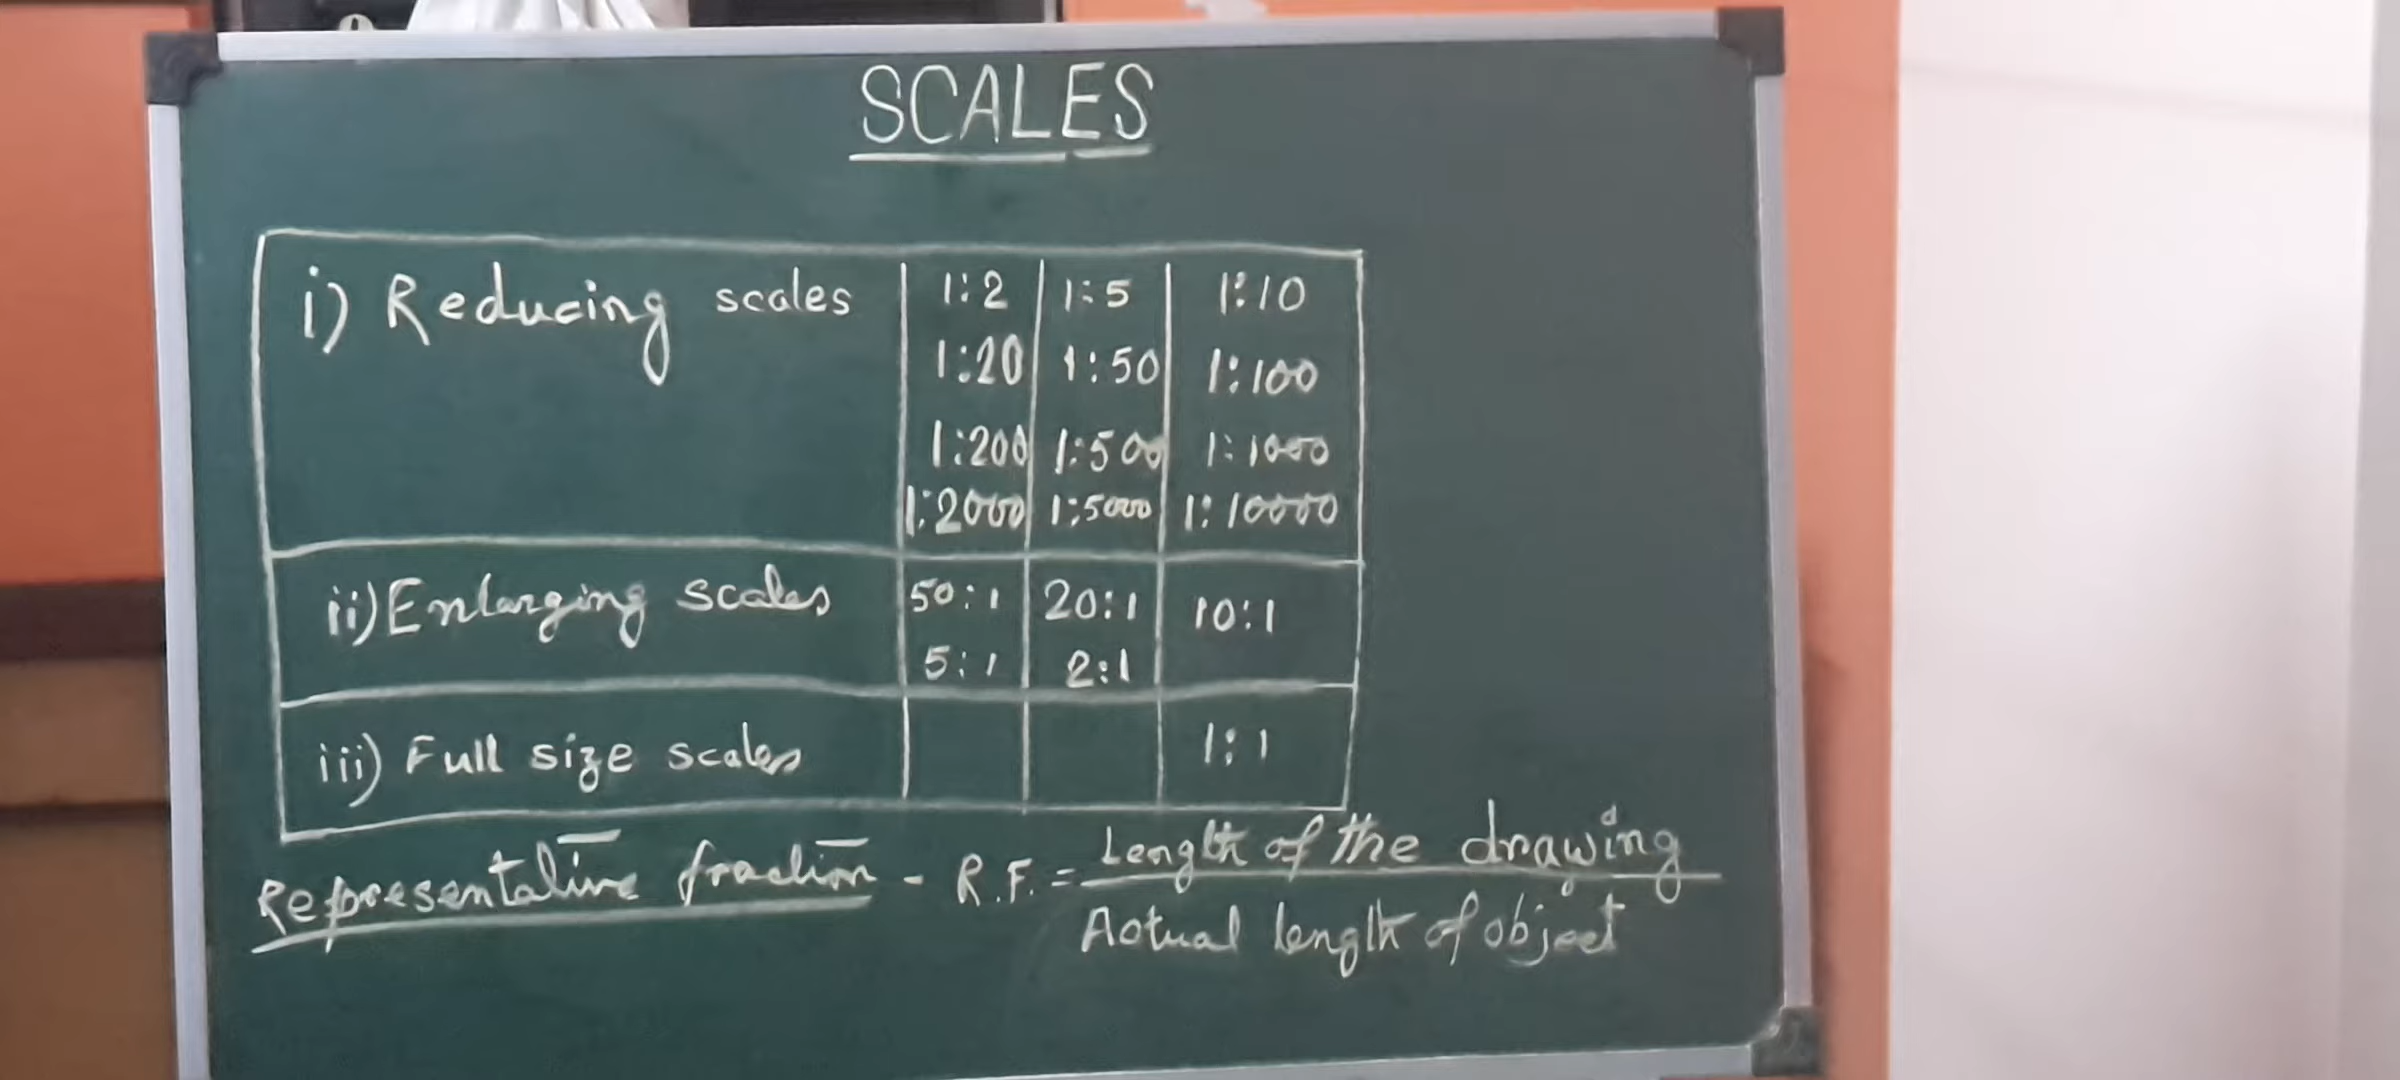 SCALES
i) Reducing scales 1:2 1:5 1:10
1:20 1:50 1:100
1:200 1:500 1:1000
1:2000 1:5000 1:10000
ii) Enlarging scales 50:1 20:1 10:1
5:1 2:1
iii) Full size scales 1:1
Representative fraction - R.F. = Length of the drawing
Actual length of object